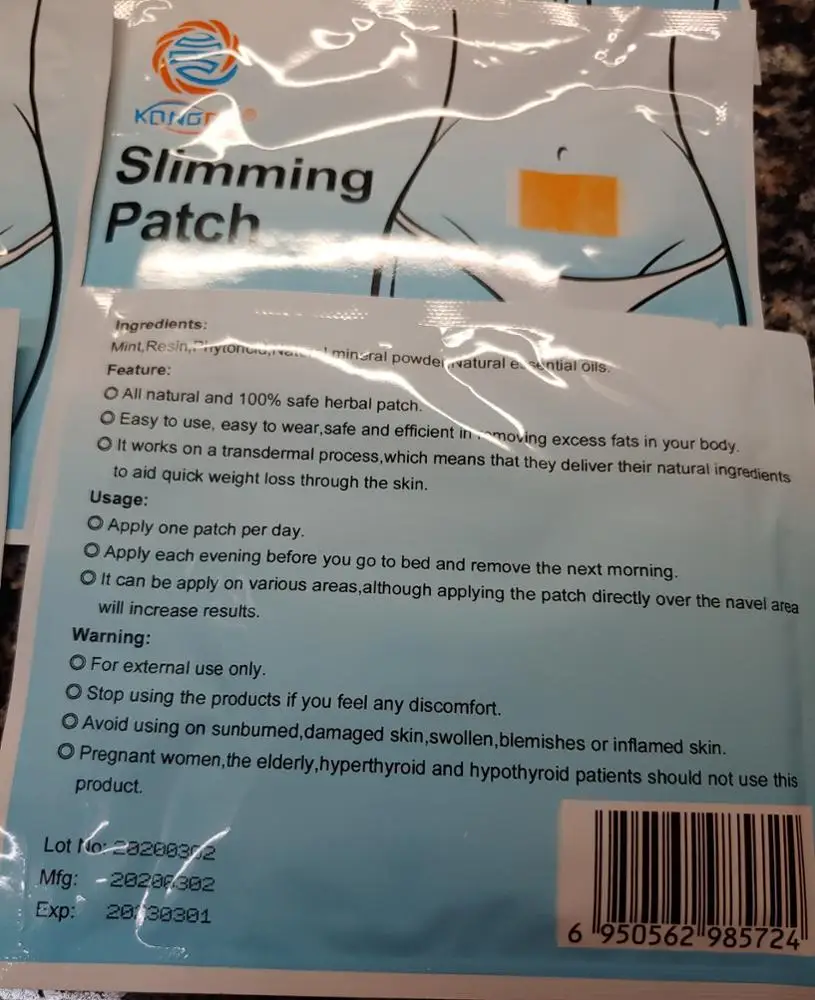 Slimming
Patch
Ingredients:
Mint,Resin, mineral powder natural essential oils.
Feature:
All natural and 100% safe herbal patch.
Easy to use, easy to wear,safe and efficient in removing excess fats in your body.
It works on a transdermal process,which means that they deliver their natural ingredients
to aid quick weight loss through the skin.
Usage:
Apply one patch per day.
Apply each evening before you go to bed and remove the next morning.
It can be apply on various areas,although applying the patch directly over the navel area
will increase results.
Warning:
For external use only.
Stop using the products if you feel any discomfort.
Avoid using on sunburned,damaged skin,swollen,blemishes or inflamed skin.
Pregnant women,the elderly,hyperthyroid and hypothyroid patients should not use this
product.
Lot No: 20200302
Mfg: 20200302
Exp: 20230301
6 950562 985724